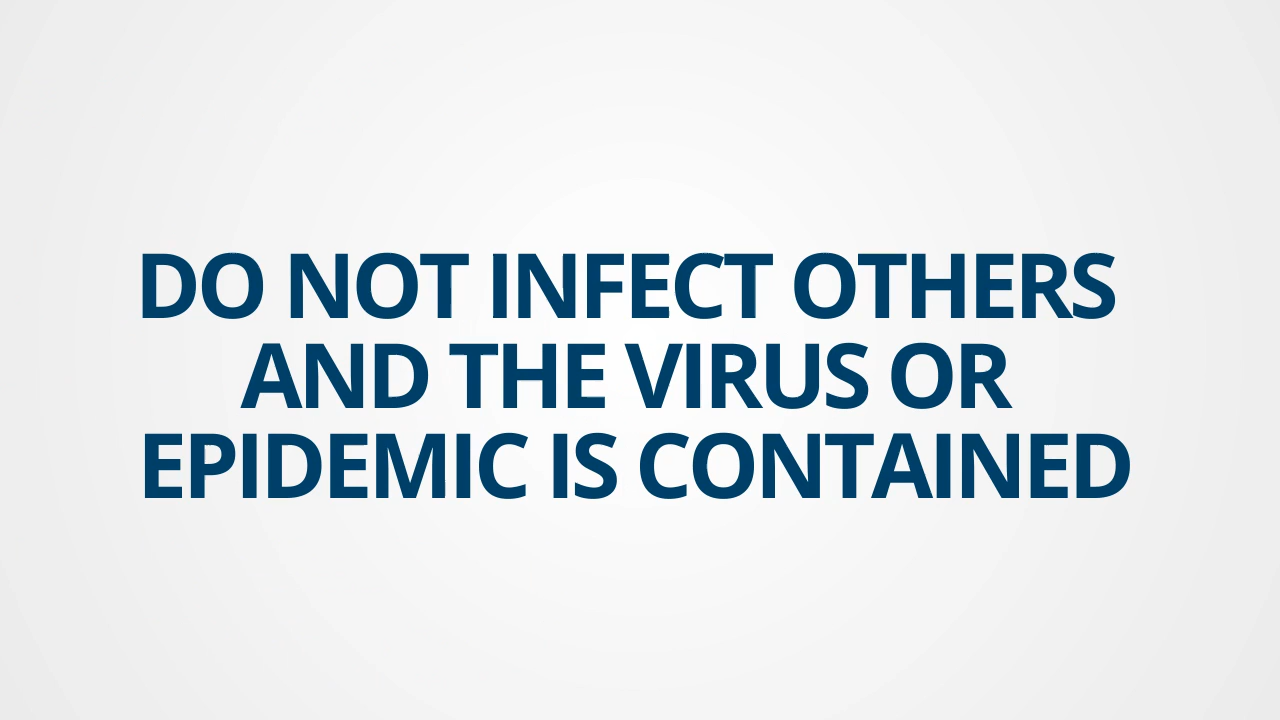 DO NOT INFECT OTHERS
AND THE VIRUS OR
EPIDEMIC IS CONTAINED